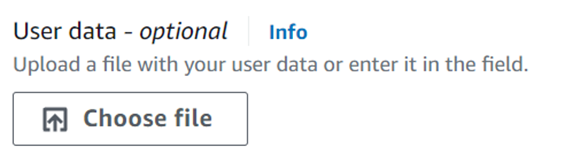 User data - optional Info
Upload a file with your user data or enter it in the field.
Choose file